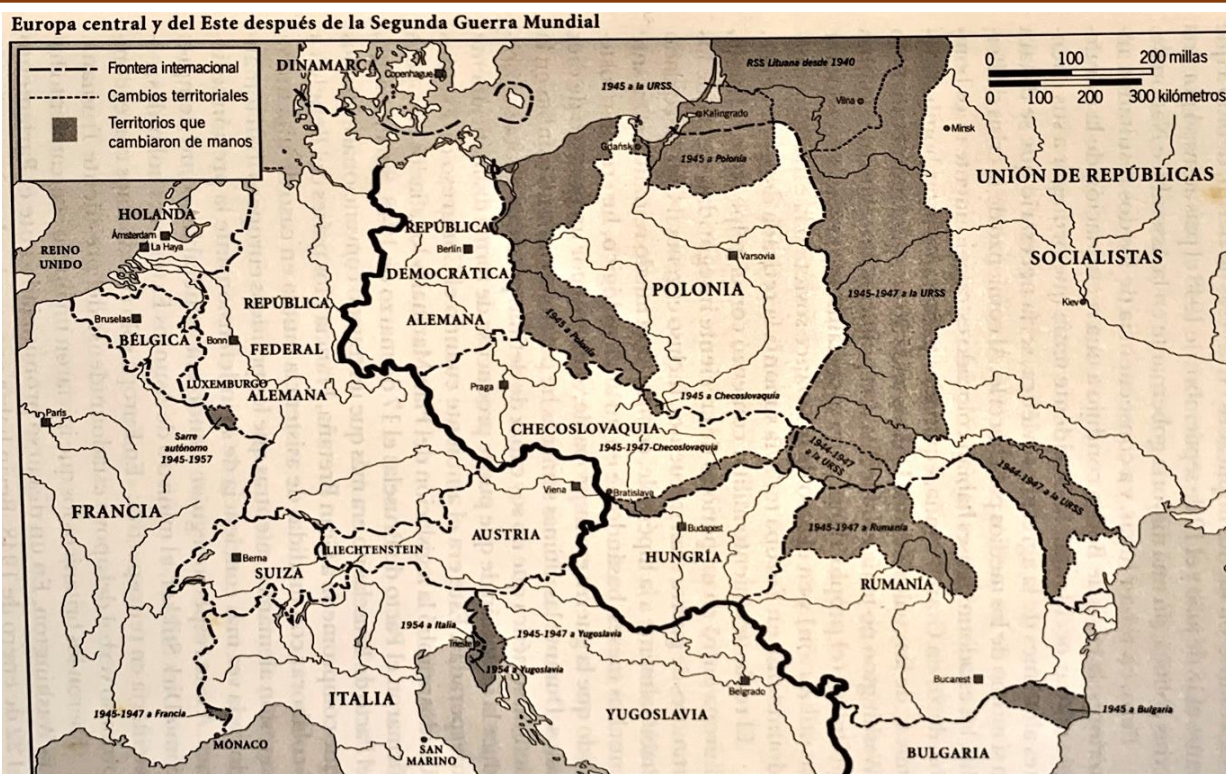 Europa central y del Este después de la Segunda Guerra Mundial
Frontera internacional
Cambios territoriales
Territorios que
cambiaron de manos
0 100 200 millas
0 100 200 300 kilómetros
DINAMARCA
Copenhague
RSS Lituana desde 1940
1945 a la URSS
Vilna
Kalingrado
Minsk
Gdańsk
1945 a Polonia
UNIÓN DE REPÚBLICAS
SOCIALISTAS
HOLANDA
Ámsterdam
La Haya
REINO
UNIDO
REPÚBLICA
Berlín
DEMOCRÁTICA
ALEMANA
Varsovia
POLONIA
1945-1947 a la URSS
Kiev
REPÚBLICA
FEDERAL
ALEMANA
Bruselas
BÉLGICA
Bonn
LUXEMBURGO
1945 a Polonia
Praga
1945 a Checoslovaquia
París
Sarre
autónomo
1945-1957
CHECOSLOVAQUIA
1945-1947-Checoslovaquia
1944-1947
a la URSS
1944-1947 a la URSS
FRANCIA
Viena
Bratislava
AUSTRIA
Budapest
HUNGRÍA
1945-1947 a Rumanía
RUMANÍA
Berna
LIECHTENSTEIN
SUIZA
1954 a Italia
Trieste
1945-1947 a Yugoslavia
1954 a Yugoslavia
ITALIA
Belgrado
YUGOSLAVIA
Bucarest
1945-1947 a Francia
MÓNACO
SAN
MARINO
1945 a Bulgaria
BULGARIA